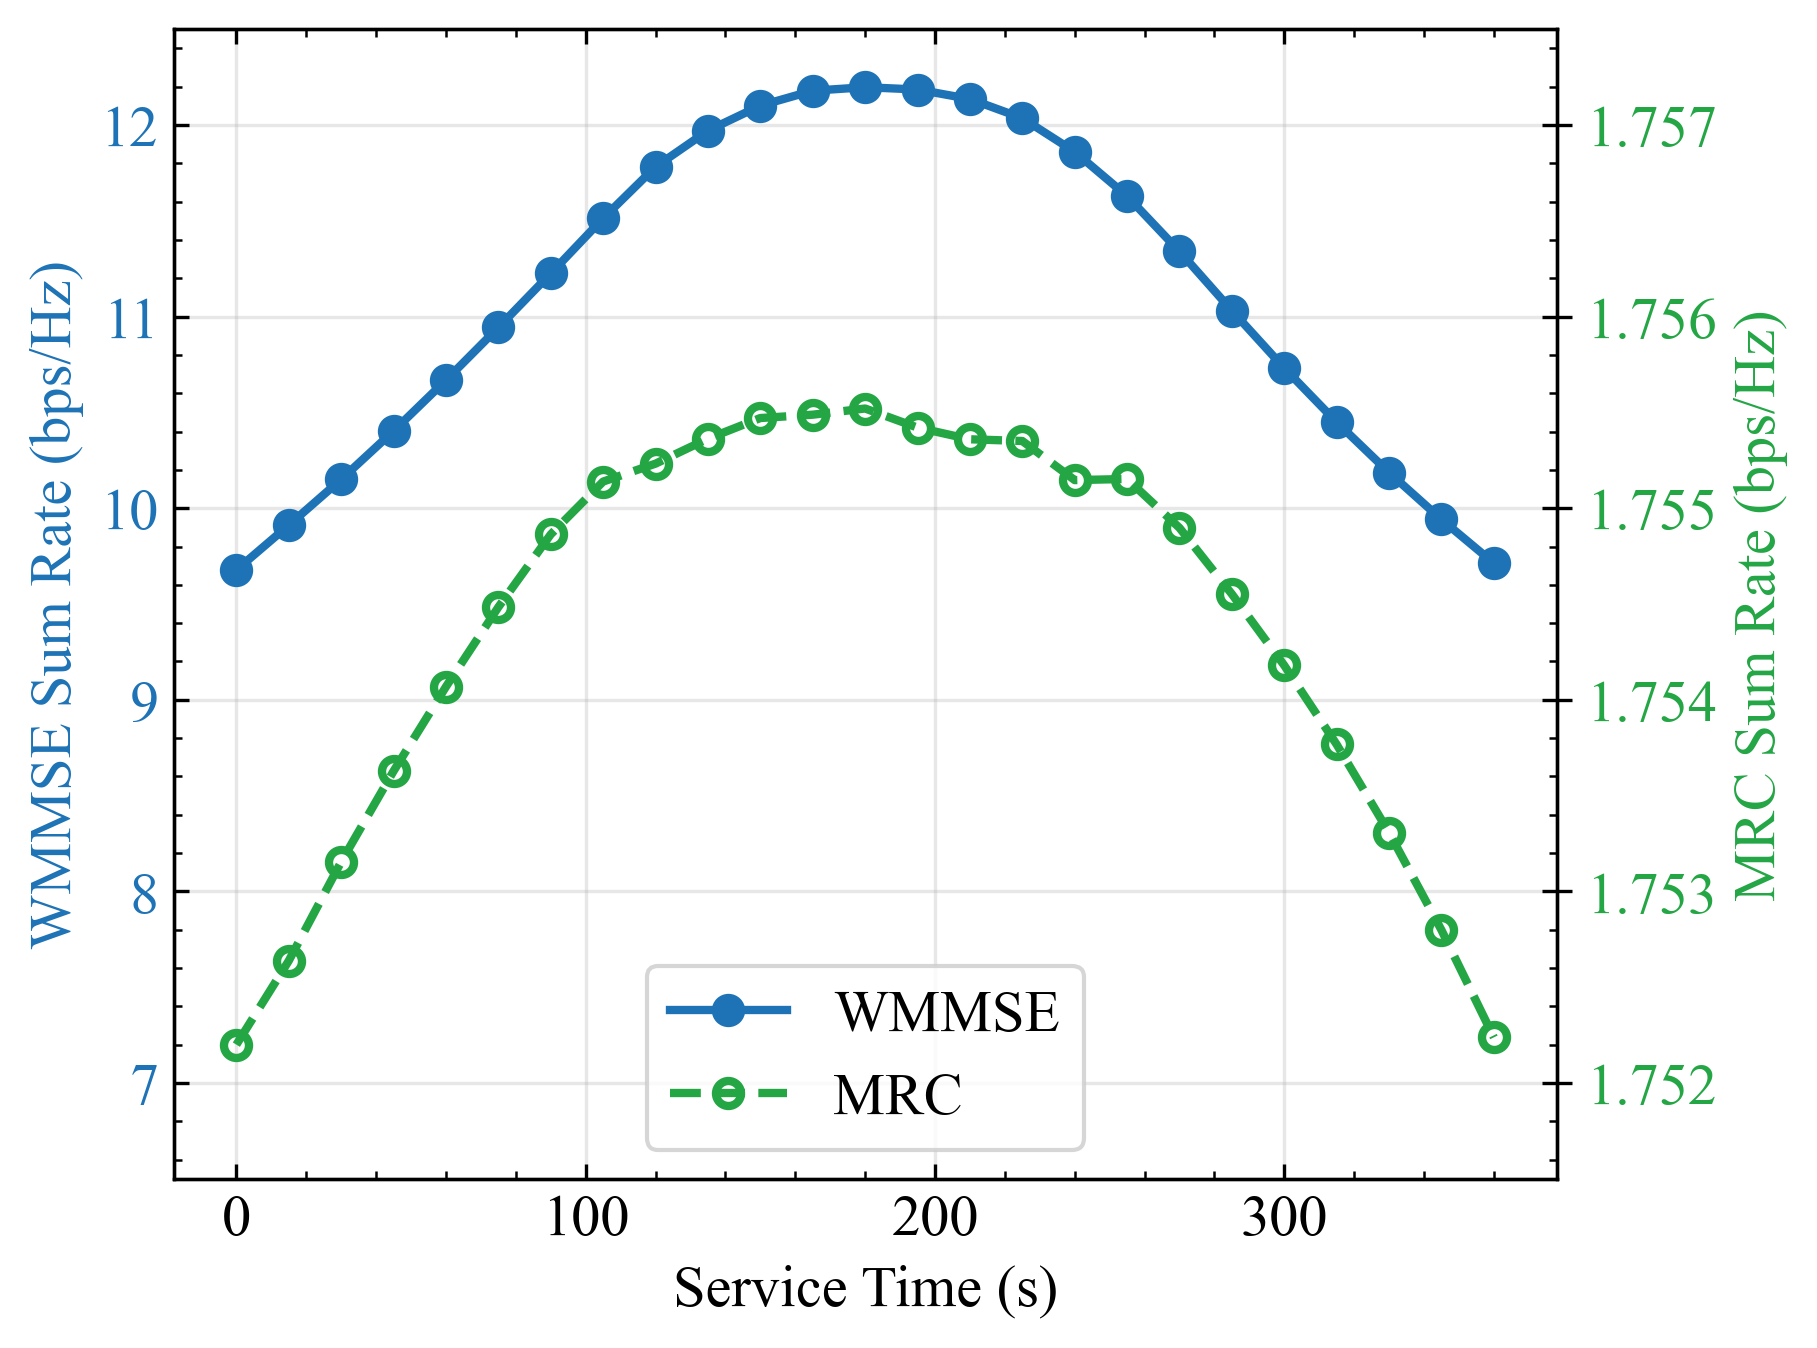 WMMSE Sum Rate (bps/Hz)
12
11
10
9
8
7
1.757
1.756
1.755
1.754
1.753
1.752
MRC Sum Rate (bps/Hz)
WMMSE
MRC
0 100 200 300
Service Time (s)